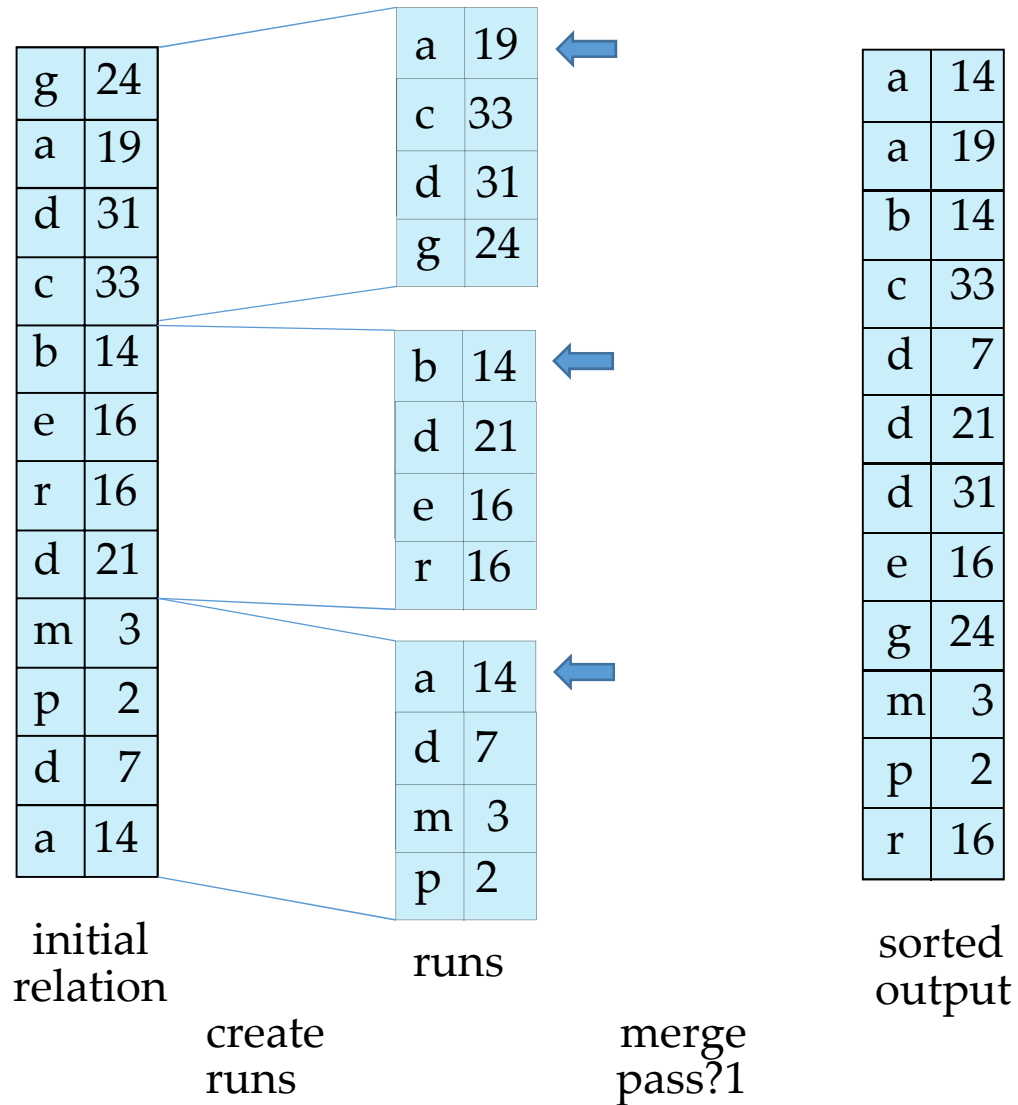 g 24
a 19
d 31
c 33
b 14
e 16
r 16
d 21
m 3
p 2
d 7
a 14
initial
relation
a 19
c 33
d 31
g 24
b 14
d 21
e 16
r 16
a 14
d 7
m 3
p 2
runs
a 14
a 19
b 14
c 33
d 7
d 21
d 31
e 16
g 24
m 3
p 2
r 16
sorted
output
create
runs
merge
pass?1